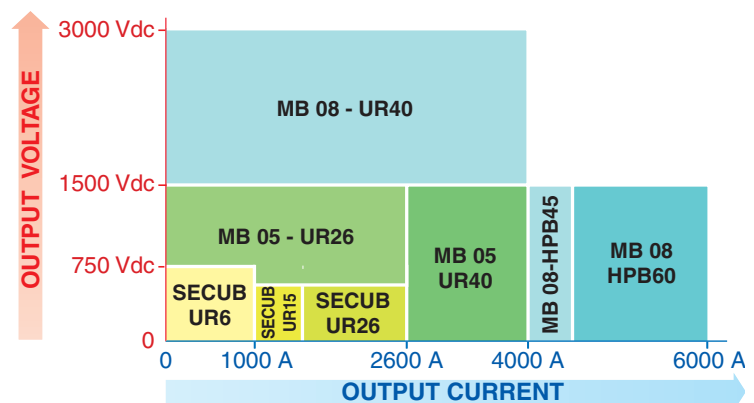 OUTPUT VOLTAGE
3000 Vdc
1500 Vdc
750 Vdc
0
MB 08 - UR40
MB 05 - UR26
MB 05
UR40
MB 08-HPB45
MB 08
HPB60
SECUB
UR6
SECUB
UR15
SECUB
UR26
0
1000 A
2600 A
4000 A
6000 A
OUTPUT CURRENT